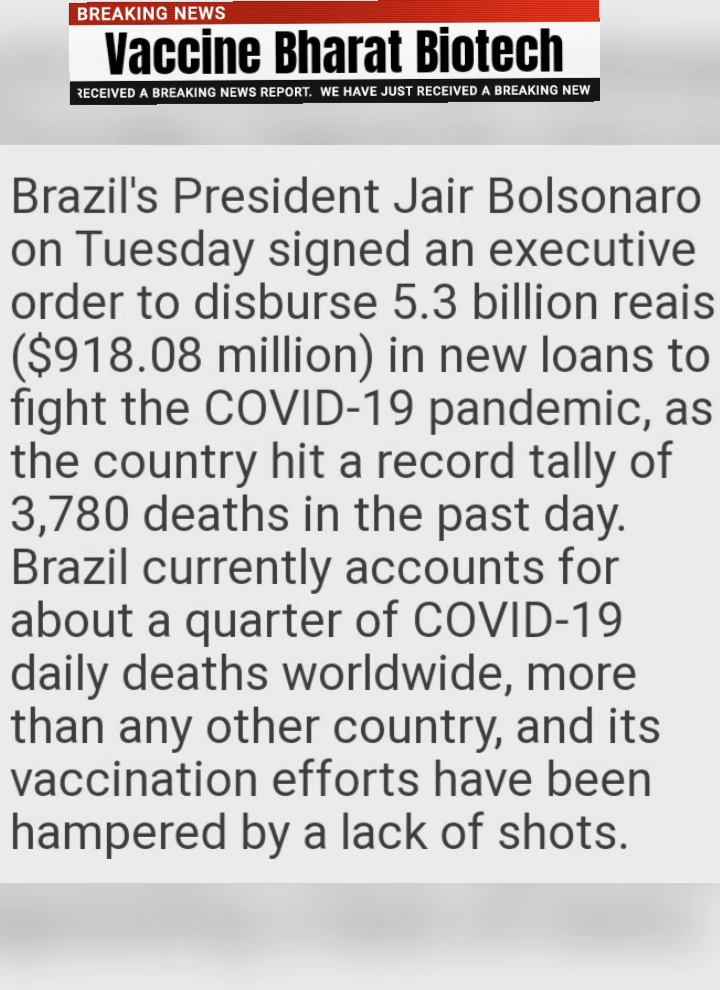 BREAKING NEWS
Vaccine Bharat Biotech
RECEIVED A BREAKING NEWS REPORT. WE HAVE JUST RECEIVED A BREAKING NEW
Brazil's President Jair Bolsonaro
on Tuesday signed an executive
order to disburse 5.3 billion reais
($918.08 million) in new loans to
fight the COVID-19 pandemic, as
the country hit a record tally of
3,780 deaths in the past day.
Brazil currently accounts for
about a quarter of COVID-19
daily deaths worldwide, more
than any other country, and its
vaccination efforts have been
hampered by a lack of shots.